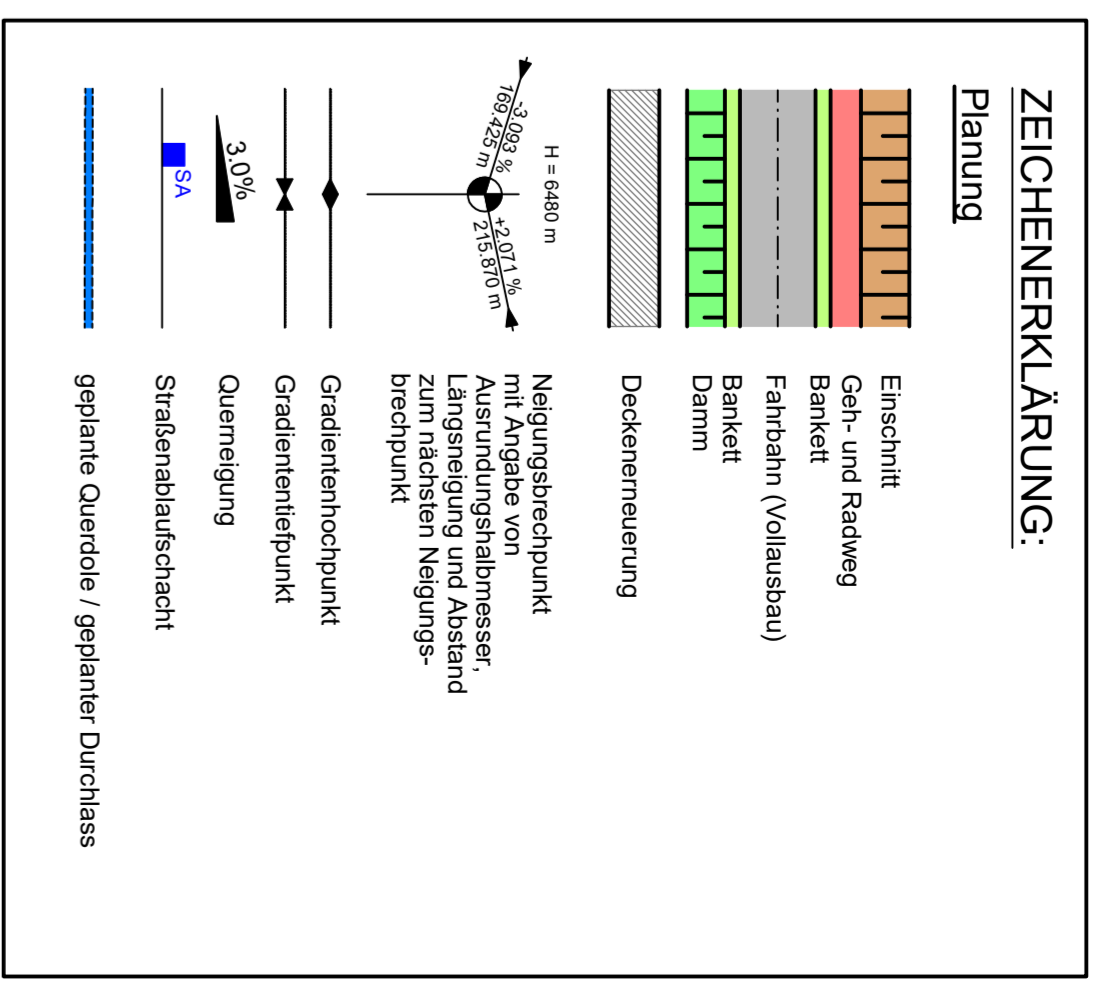 ZEICHENERKLÄRUNG:
Planung
Einschnitt
Geh- und Radweg
Bankett
Fahrbahn (Vollausbau)
Bankett
Damm
Deckenerneuerung
H = 6480 m
-3.093 %
169.425 m
+2.071 %
215.870 m
Neigungsbrechpunkt
mit Angabe von
Ausrundungshalbmesser,
Längsneigung und Abstand
zum nächsten Neigungs-
brechpunkt
Gradientenhochpunkt
Gradiententiefpunkt
3.0%
Querneigung
SA
Straßenablaufschacht
geplante Querdole / geplanter Durchlass